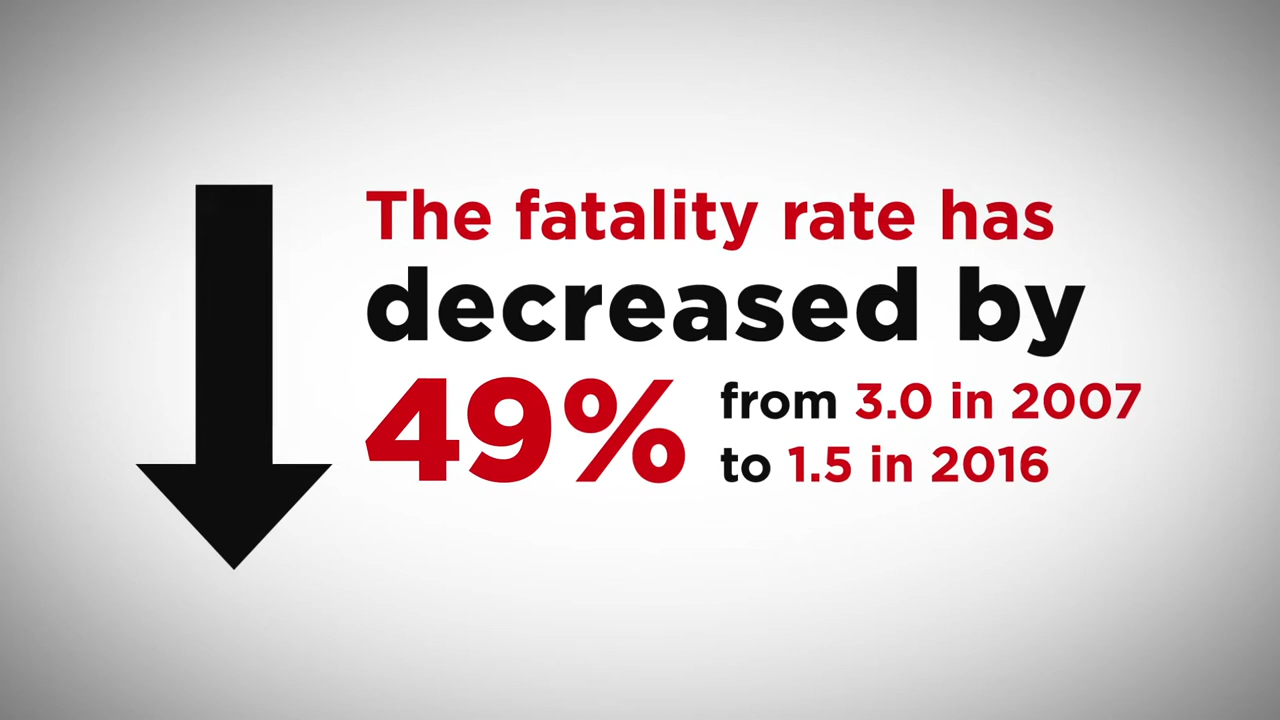 The fatality rate has
decreased by
49%
from 3.0 in 2007
to 1.5 in 2016